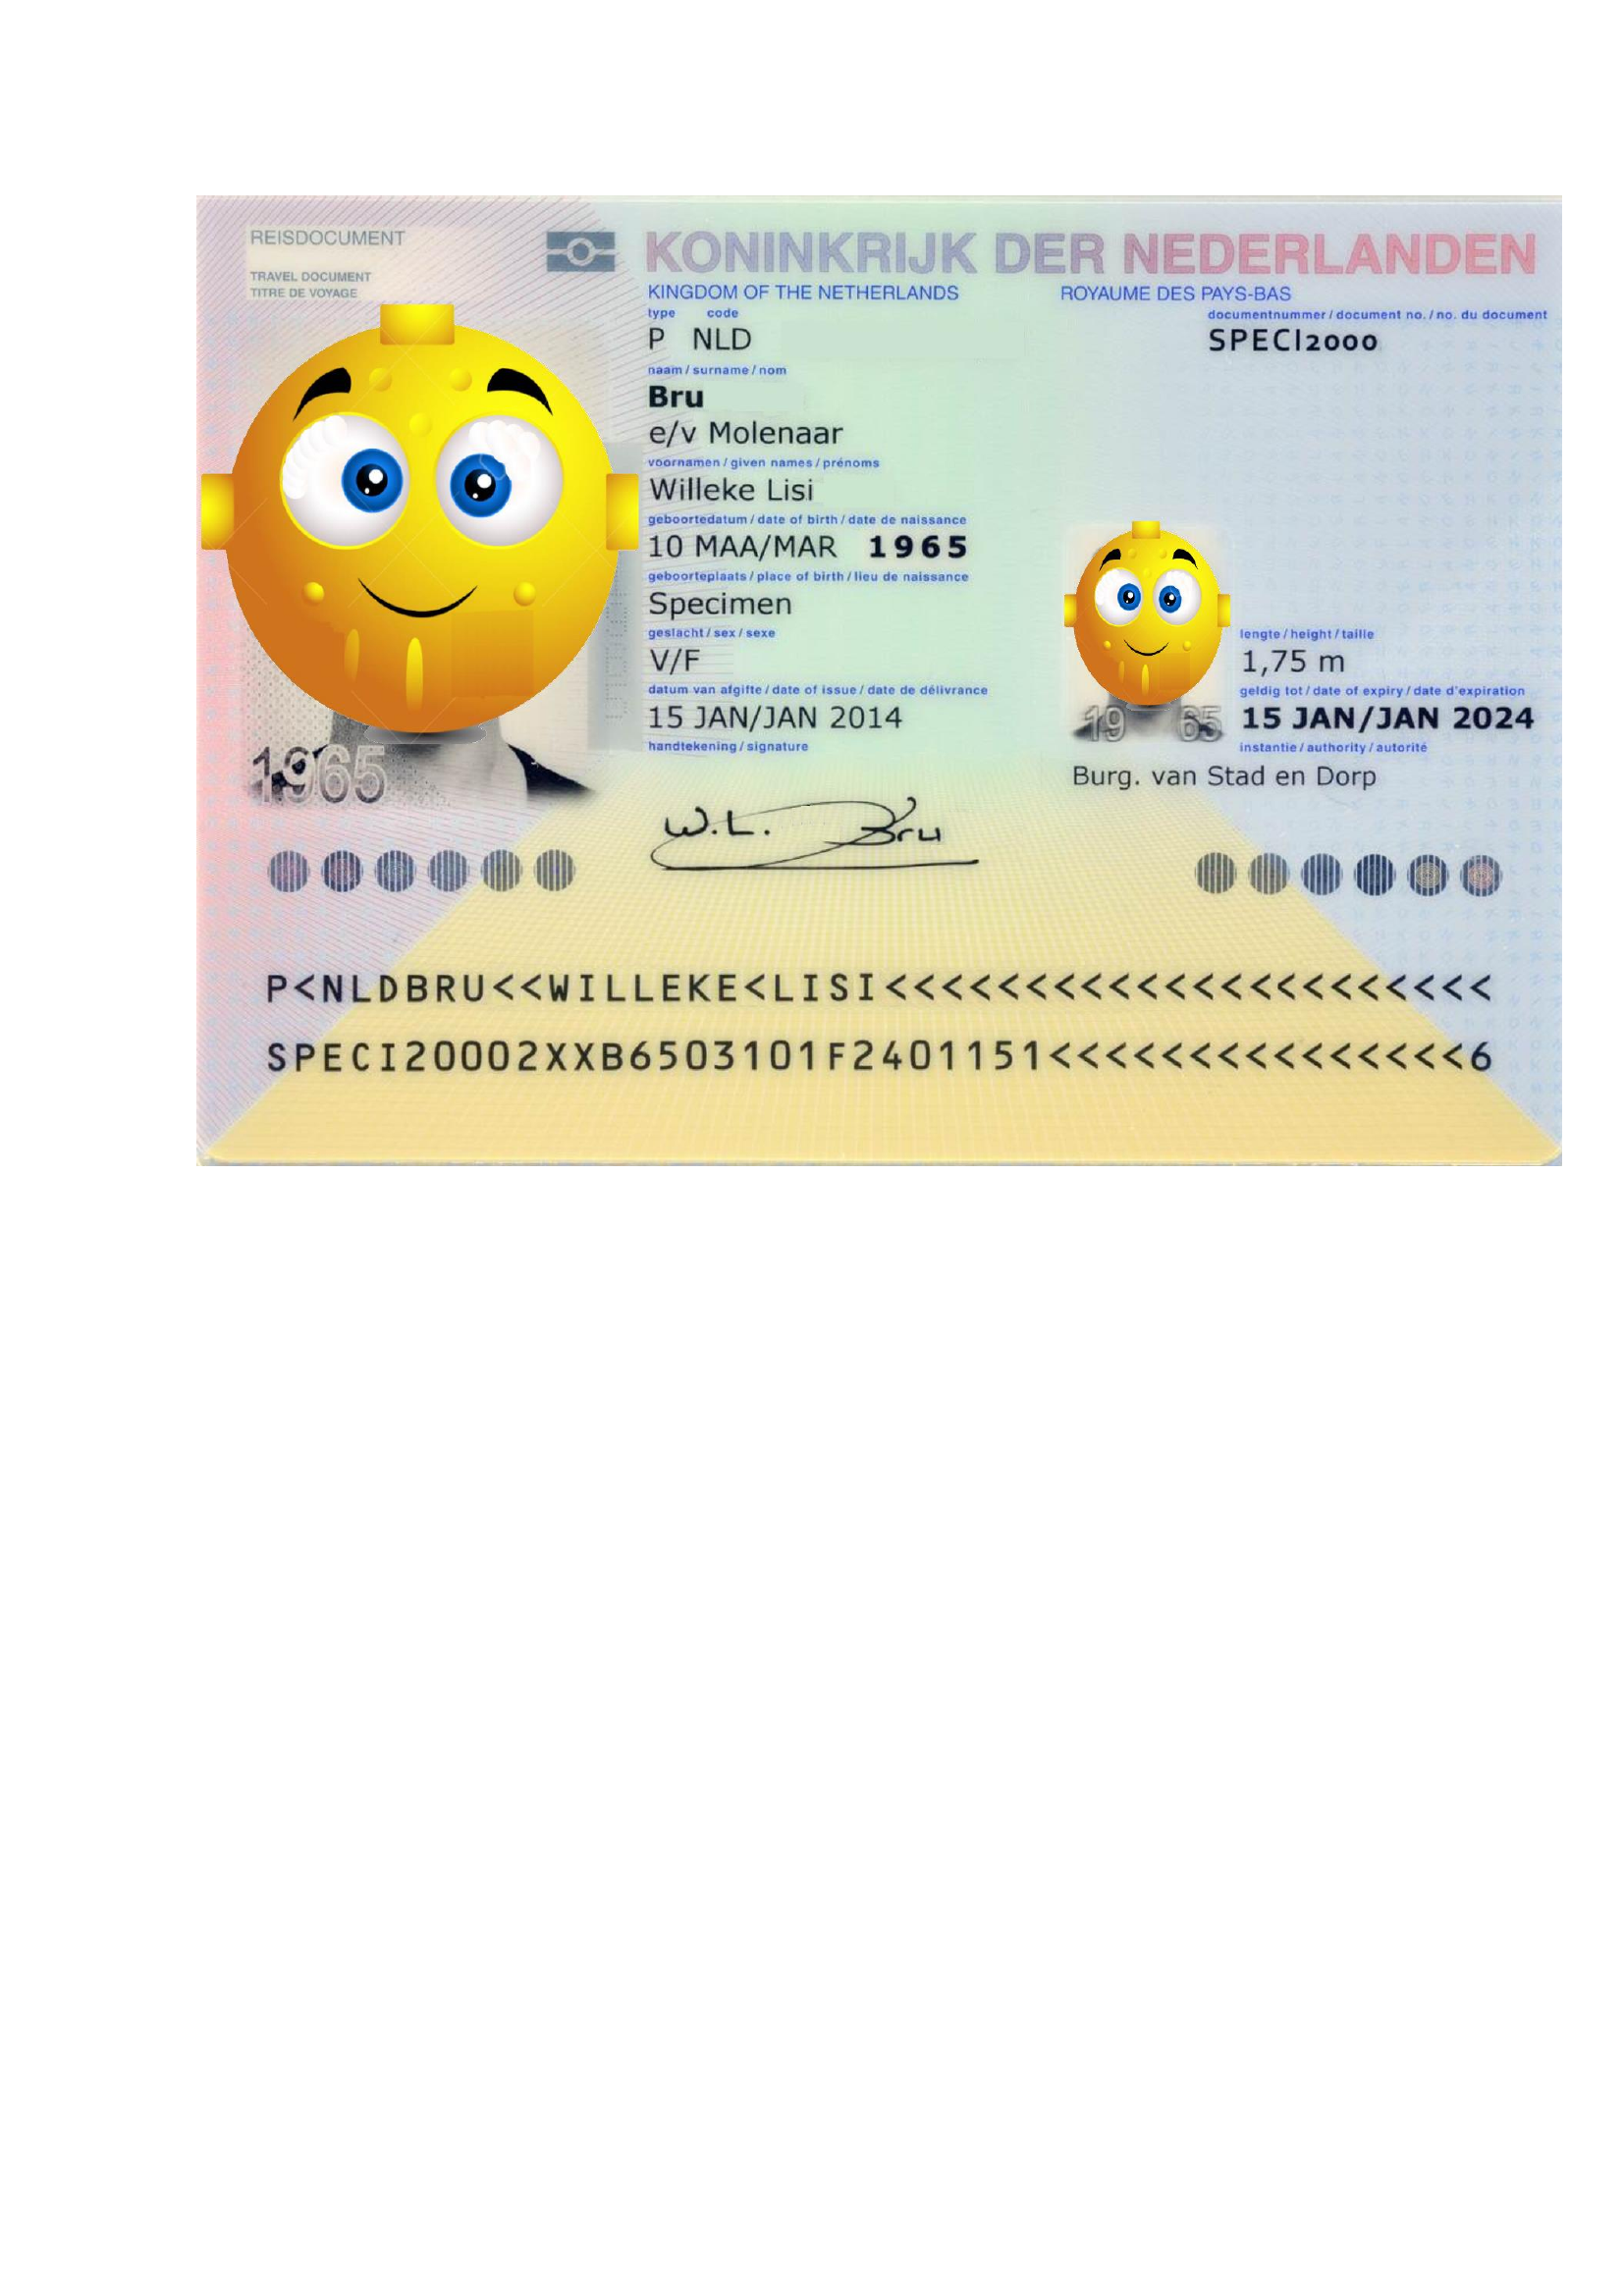 REISDOCUMENT
TRAVEL DOCUMENT
TITRE DE VOYAGE
KONINKRIJK DER NEDERLANDEN
KINGDOM OF THE NETHERLANDS ROYAUME DES PAYS-BAS
type code documentnummer / document no. / no. du document
P NLD SPECI2000
naam / surname / nom
Bru
e/v Molenaar
voornamen / given names / prénoms
Willeke Lisi
geboortedatum / date of birth / date de naissance
10 MAA/MAR 1965
geboorteplaats / place of birth / lieu de naissance
Specimen
geslacht / sex / sexe lengte / height / taille
V/F 1,75 m
datum van afgifte / date of issue / date de délivrance geldig tot / date of expiry / date d'expiration
15 JAN/JAN 2014 19 65 15 JAN/JAN 2024
handtekening / signature instantie / authority / autorité
1965 Burg. van Stad en Dorp
W.L. Bru
P<NLDBRU<<WILLEKE<LISI<<<<<<<<<<<<<<<<<<<<<<
SPECI20002XXB6503101F2401151<<<<<<<<<<<<<<<6